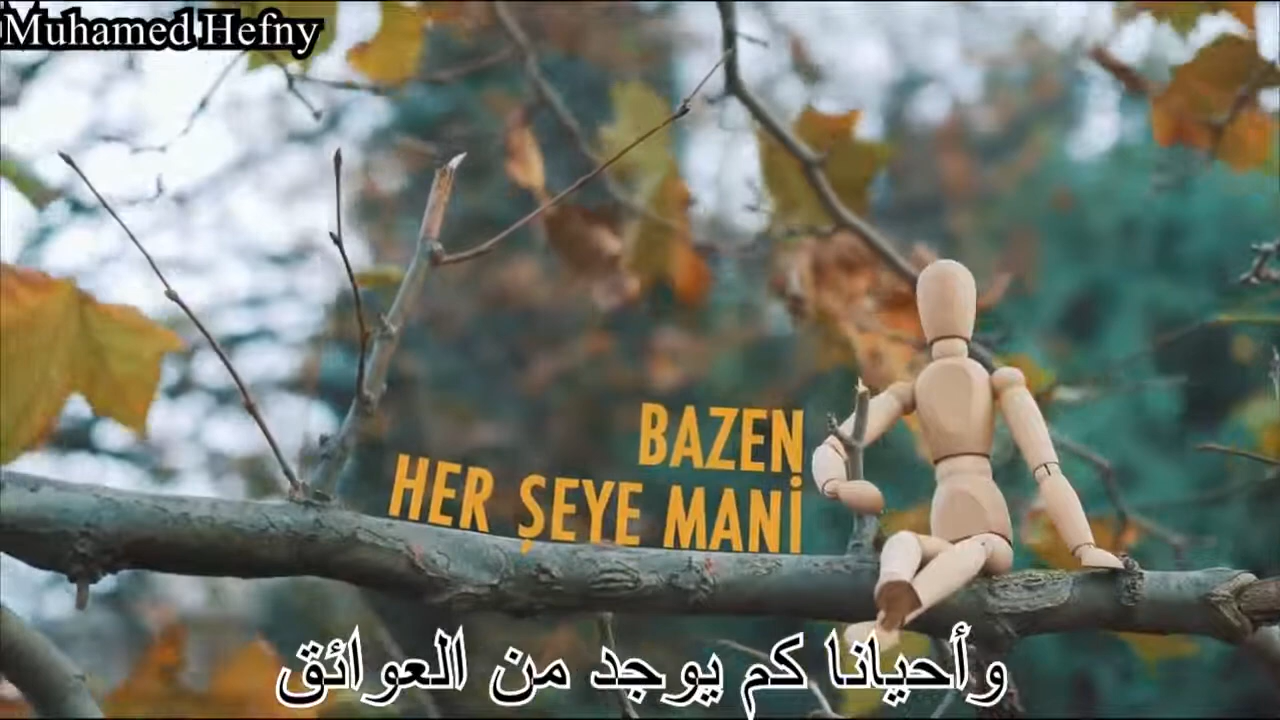 Muhamed Hefny
BAZEN
HER ŞEYE MANİ
وأحيانا كم يوجد من العوائق